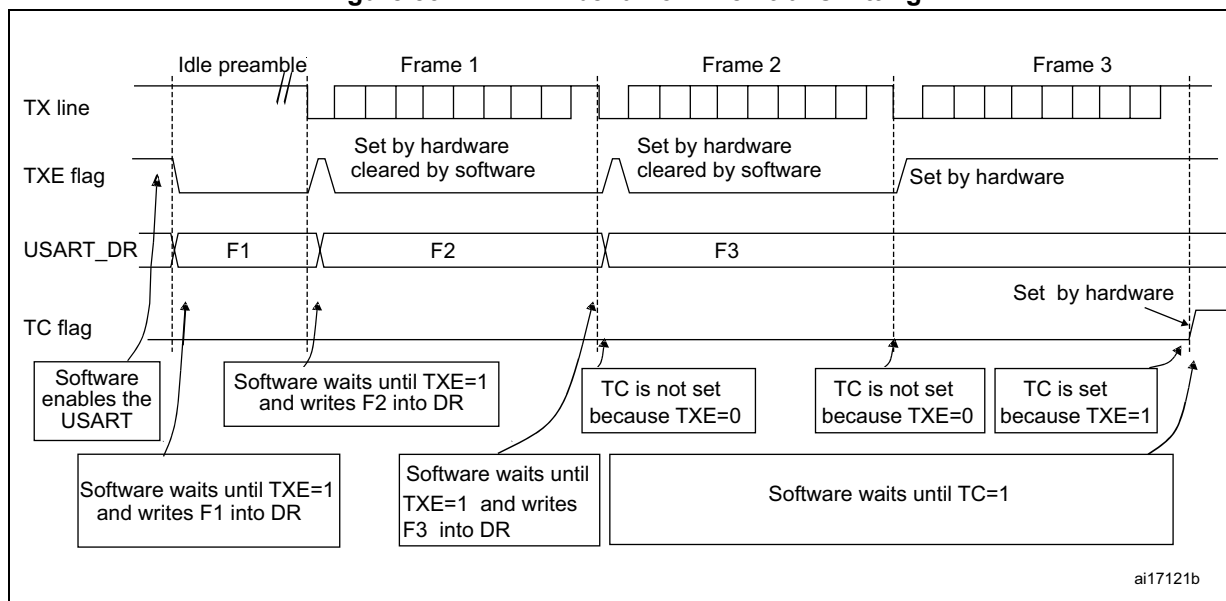 Idle preamble
Frame 1
Frame 2
Frame 3
TX line
TXE flag
Set by hardware
cleared by software
Set by hardware
cleared by software
Set by hardware
USART_DR
F1
F2
F3
Set by hardware
TC flag
Software
enables the
USART
Software waits until TXE=1
and writes F2 into DR
TC is not set
because TXE=0
TC is not set
because TXE=0
TC is set
because TXE=1
Software waits until TXE=1
and writes F1 into DR
Software waits until
TXE=1 and writes
F3 into DR
Software waits until TC=1
ai17121b